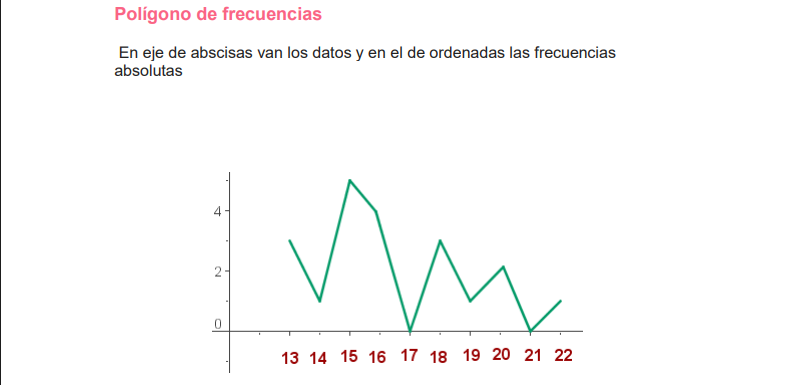 Polígono de frecuencias
En eje de abscisas van los datos y en el de ordenadas las frecuencias
absolutas
4
2
0
13 14 15 16 17 18 19 20 21 22